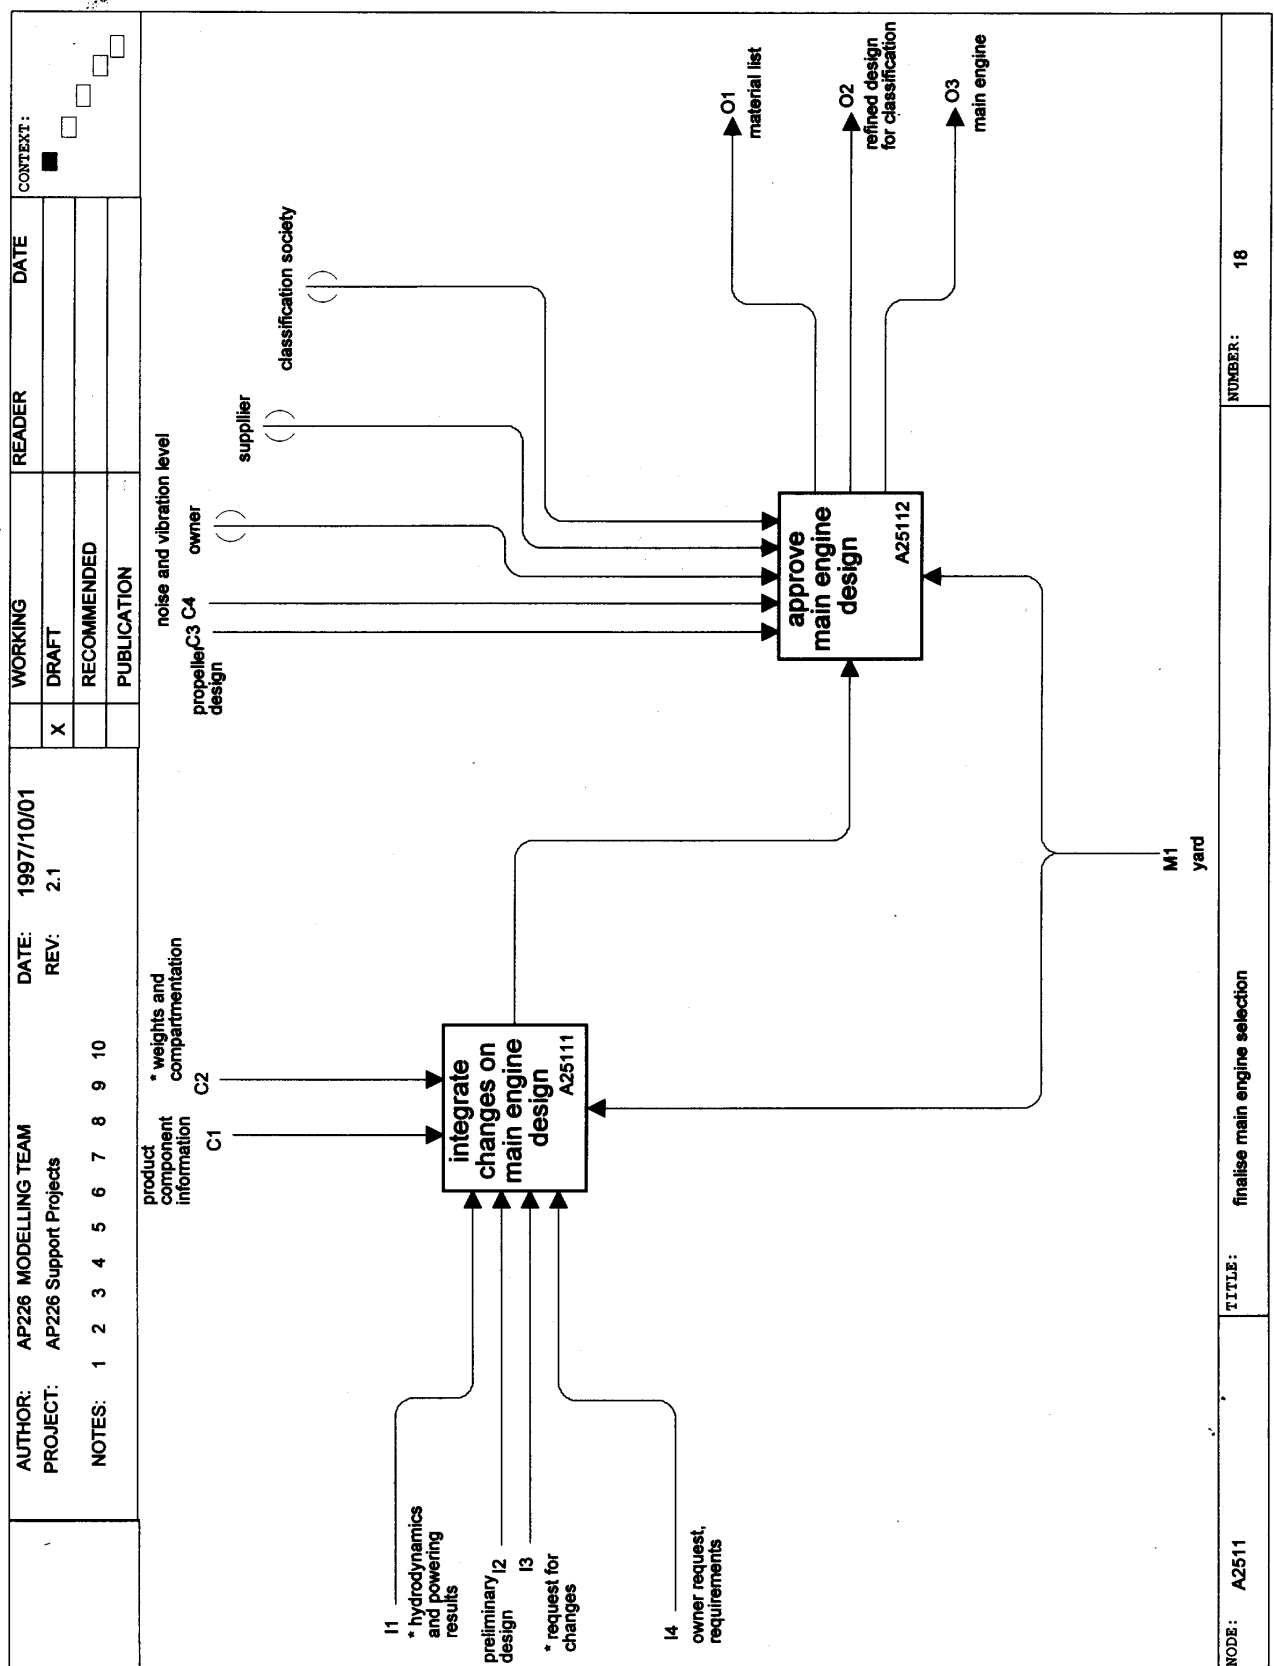 AUTHOR: AP226 MODELLING TEAM
DATE: 1997/10/01
PROJECT: AP226 Support Projects
REV: 2.1
NOTES: 1 2 3 4 5 6 7 8 9 10
WORKING
READER
DATE
CONTEXT:
X
DRAFT
RECOMMENDED
PUBLICATION
I1
* hydrodynamics
and powering
results
preliminary
design
I2
I3
* request for
changes
I4
owner request,
requirements
product
component
information
C1
* weights and
compartmentation
C2
integrate
changes on
main engine
design
A25111
propeller
design
C3
C4
noise and vibration level
owner
supplier
classification society
approve
main engine
design
A25112
O1
material list
O2
refined design
for classification
O3
main engine
M1
yard
NODE: A2511
TITLE: finalise main engine selection
NUMBER: 18